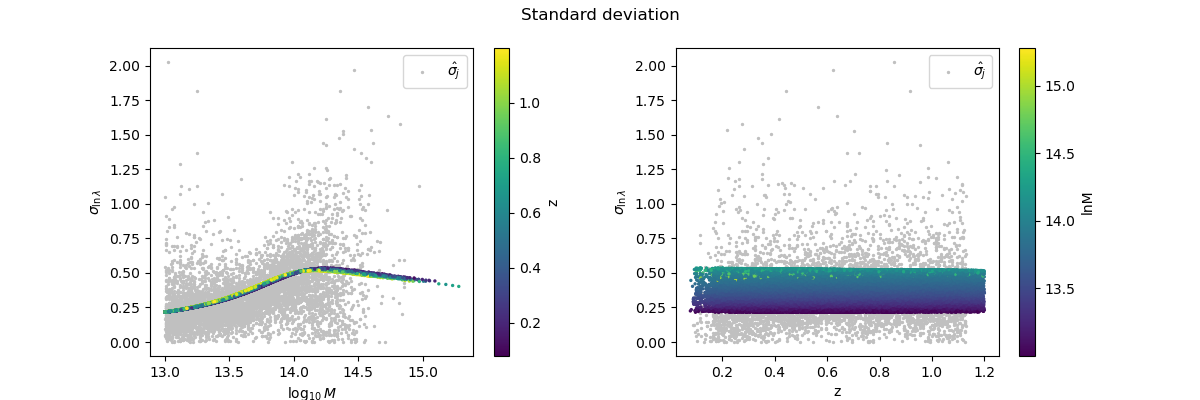 Standard deviation
2.00
1.75
1.50
1.25
1.00
0.75
0.50
0.25
0.00
σ_{ln λ}
13.0 13.5 14.0 14.5 15.0
log₁₀ M
σ̂_j
1.0
0.8
0.6
0.4
0.2
z
2.00
1.75
1.50
1.25
1.00
0.75
0.50
0.25
0.00
σ_{ln λ}
0.2 0.4 0.6 0.8 1.0 1.2
z
σ̂_j
15.0
14.5
14.0
13.5
lnM